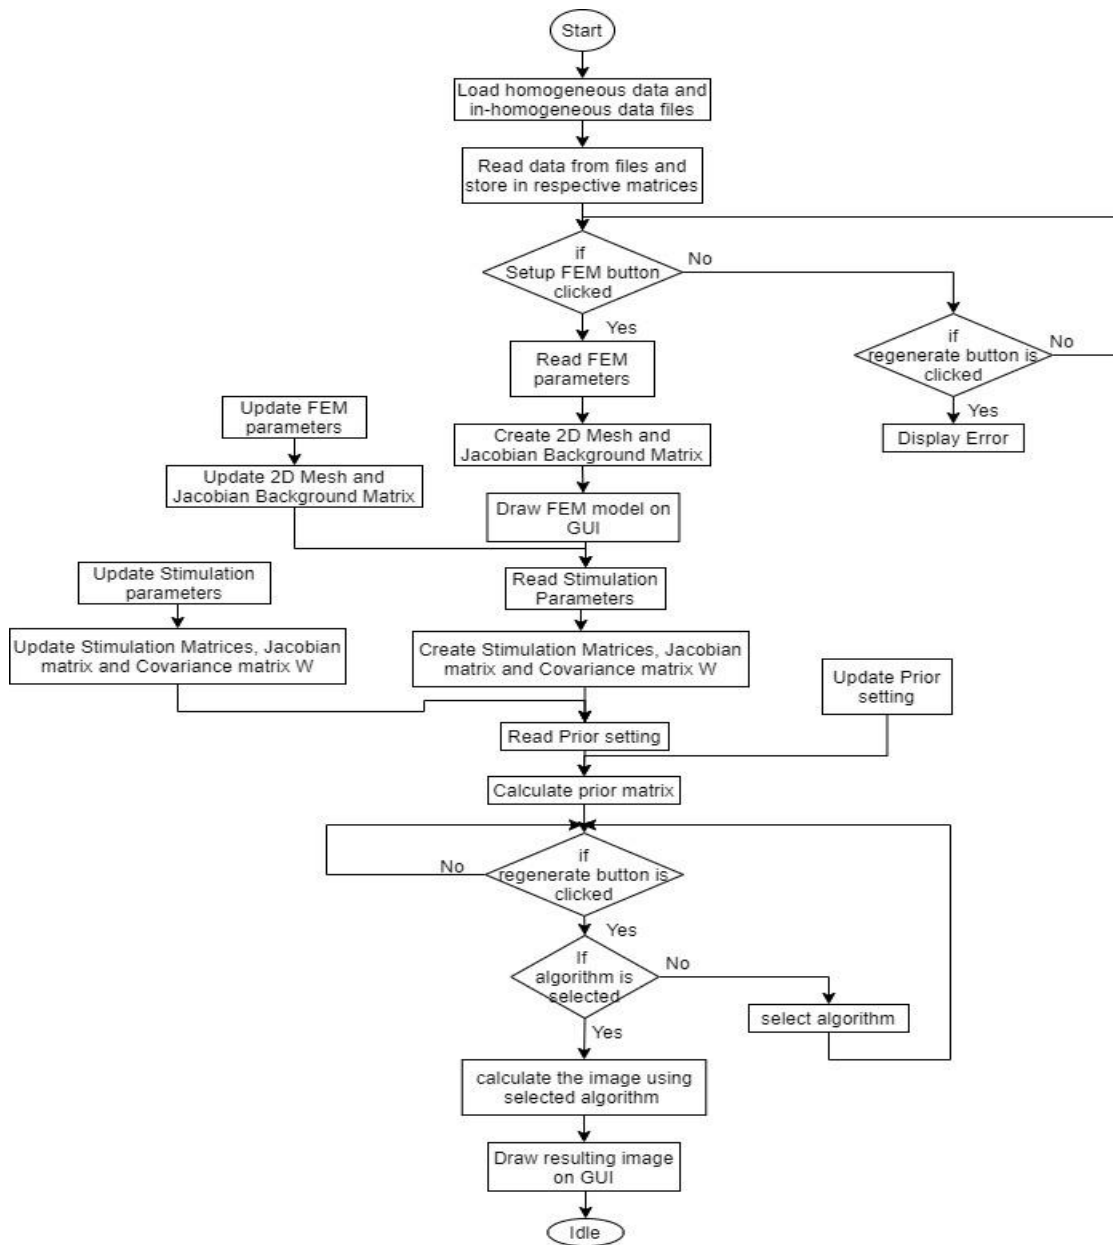 Start
Load homogeneous data and
in-homogeneous data files
Read data from files and
store in respective matrices
if
Setup FEM button
clicked
No
Yes
if
regenerate button is
clicked
No
Yes
Display Error
Read FEM
parameters
Update FEM
parameters
Create 2D Mesh and
Jacobian Background Matrix
Update 2D Mesh and
Jacobian Background Matrix
Draw FEM model on
GUI
Update Stimulation
parameters
Read Stimulation
Parameters
Update Stimulation Matrices, Jacobian
matrix and Covariance matrix W
Create Stimulation Matrices, Jacobian
matrix and Covariance matrix W
Update Prior
setting
Read Prior setting
Calculate prior matrix
if
regenerate button is
clicked
No
Yes
If
algorithm is
selected
No
select algorithm
Yes
calculate the image using
selected algorithm
Draw resulting image
on GUI
Idle